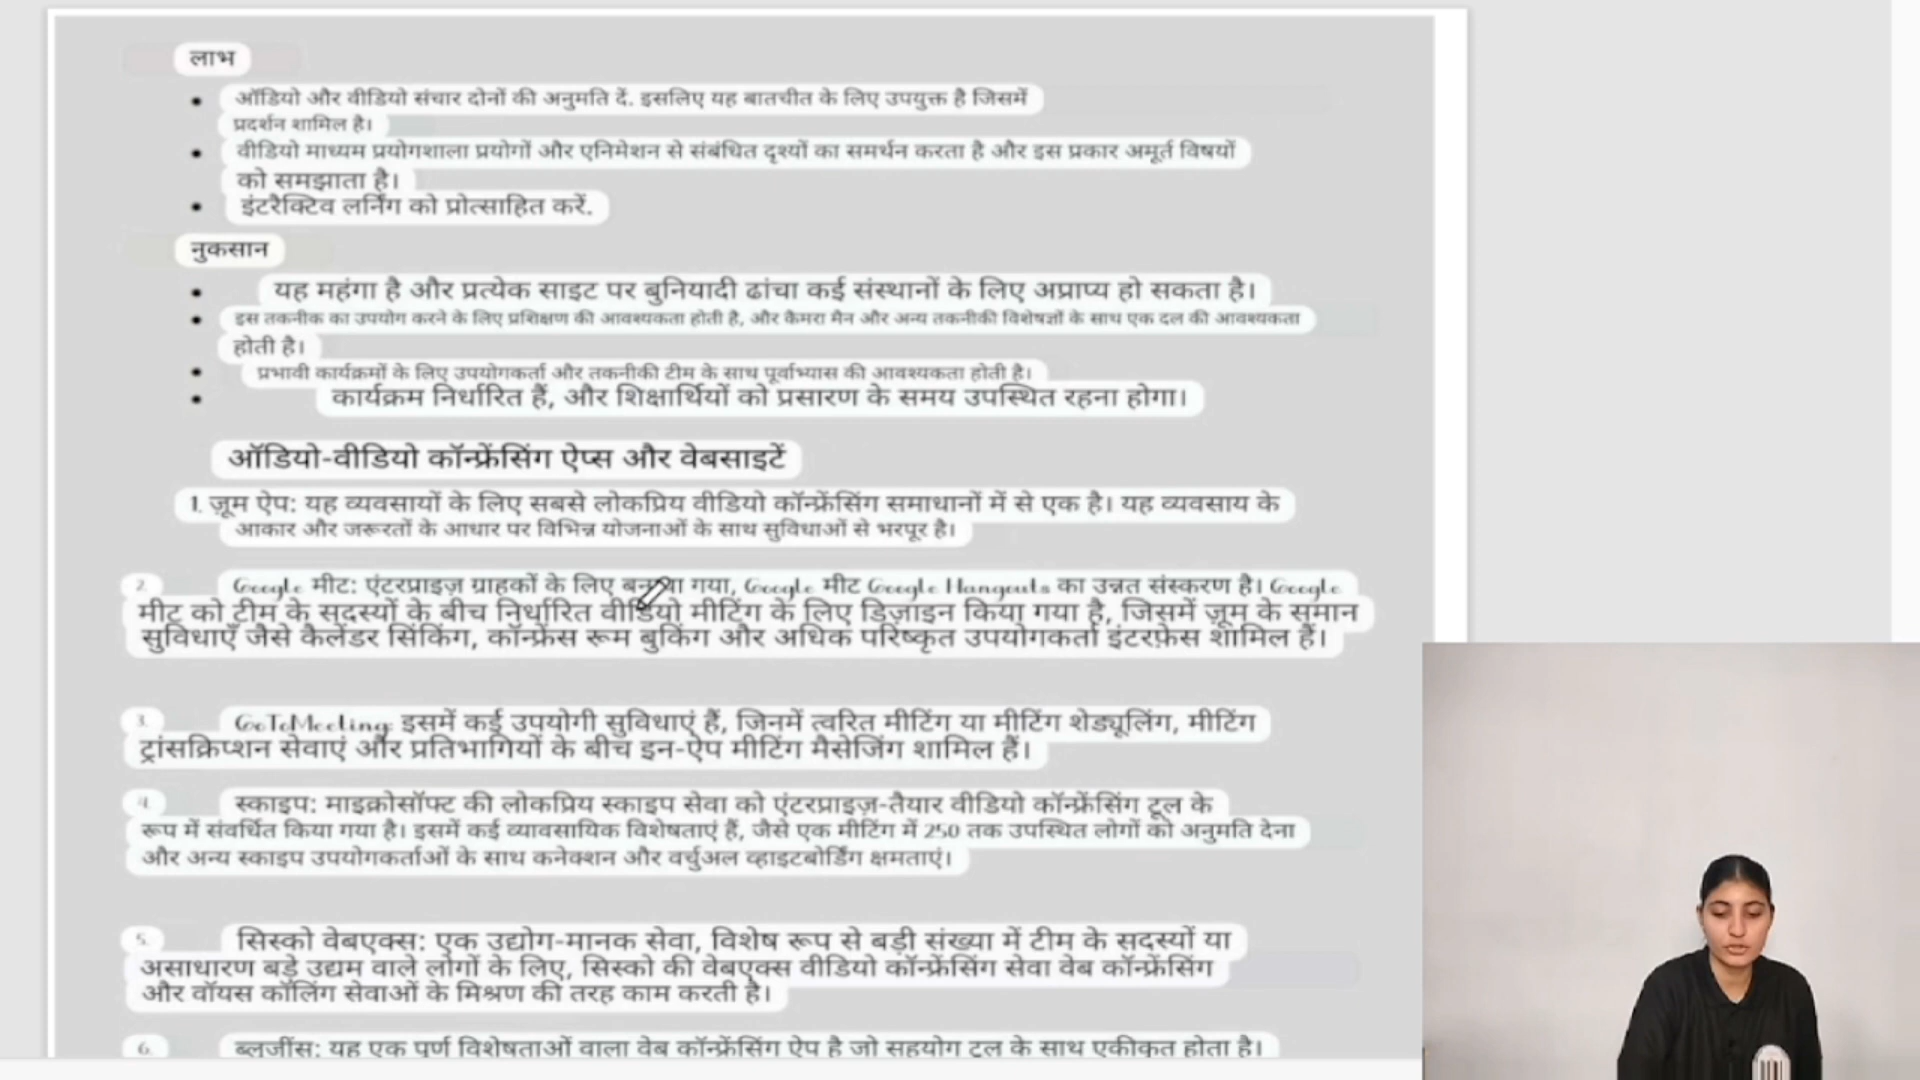 लाभ
ऑडियो और वीडियो संचार दोनों की अनुमति दें. इसलिए यह बातचीत के लिए उपयुक्त है जिसमें
प्रदर्शन शामिल है।
वीडियो माध्यम प्रयोगशाला प्रयोगों और एनिमेशन से संबंधित दृश्यों का समर्थन करता है और इस प्रकार अमूर्त विषयों
को समझाता है।
इंटरैक्टिव लर्निंग को प्रोत्साहित करें.
नुकसान
यह महंगा है और प्रत्येक साइट पर बुनियादी ढांचा कई संस्थानों के लिए अप्राप्य हो सकता है।
इस तकनीक का उपयोग करने के लिए प्रशिक्षण की आवश्यकता होती है, और कैमरा मैन और अन्य तकनीकी विशेषज्ञों के साथ एक दल की आवश्यकता
होती है।
प्रभावी कार्यक्रमों के लिए उपयोगकर्ता और तकनीकी टीम के साथ पूर्वाभ्यास की आवश्यकता होती है।
कार्यक्रम निर्धारित हैं, और शिक्षार्थियों को प्रसारण के समय उपस्थित रहना होगा।
ऑडियो-वीडियो कॉन्फ्रेंसिंग ऐप्स और वेबसाइटें
1. ज़ूम ऐप: यह व्यवसायों के लिए सबसे लोकप्रिय वीडियो कॉन्फ्रेंसिंग समाधानों में से एक है। यह व्यवसाय के
आकार और जरूरतों के आधार पर विभिन्न योजनाओं के साथ सुविधाओं से भरपूर है।
2. Google मीट: एंटरप्राइज़ ग्राहकों के लिए बनाया गया, Google मीट Google Hangouts का उन्नत संस्करण है। Google
मीट को टीम के सदस्यों के बीच निर्धारित वीडियो मीटिंग के लिए डिज़ाइन किया गया है, जिसमें ज़ूम के समान
सुविधाएँ जैसे कैलेंडर सिंकिंग, कॉन्फ्रेंस रूम बुकिंग और अधिक परिष्कृत उपयोगकर्ता इंटरफ़ेस शामिल हैं।
3. GoToMeeting: इसमें कई उपयोगी सुविधाएं हैं, जिनमें त्वरित मीटिंग या मीटिंग शेड्यूलिंग, मीटिंग
ट्रांसक्रिप्शन सेवाएं और प्रतिभागियों के बीच इन-ऐप मीटिंग मैसेजिंग शामिल हैं।
4. स्काइप: माइक्रोसॉफ्ट की लोकप्रिय स्काइप सेवा को एंटरप्राइज़-तैयार वीडियो कॉन्फ्रेंसिंग टूल के
रूप में संवर्धित किया गया है। इसमें कई व्यावसायिक विशेषताएं हैं, जैसे एक मीटिंग में 250 तक उपस्थित लोगों को अनुमति देना
और अन्य स्काइप उपयोगकर्ताओं के साथ कनेक्शन और वर्चुअल व्हाइटबोर्डिंग क्षमताएं।
5. सिस्को वेबएक्स: एक उद्योग-मानक सेवा, विशेष रूप से बड़ी संख्या में टीम के सदस्यों या
असाधारण बड़े उद्यम वाले लोगों के लिए, सिस्को की वेबएक्स वीडियो कॉन्फ्रेंसिंग सेवा वेब कॉन्फ्रेंसिंग
और वॉयस कॉलिंग सेवाओं के मिश्रण की तरह काम करती है।
6. ब्लूजींस: यह एक पूर्ण विशेषताओं वाला वेब कॉन्फ्रेंसिंग ऐप है जो सहयोग टूल के साथ एकीकृत होता है।